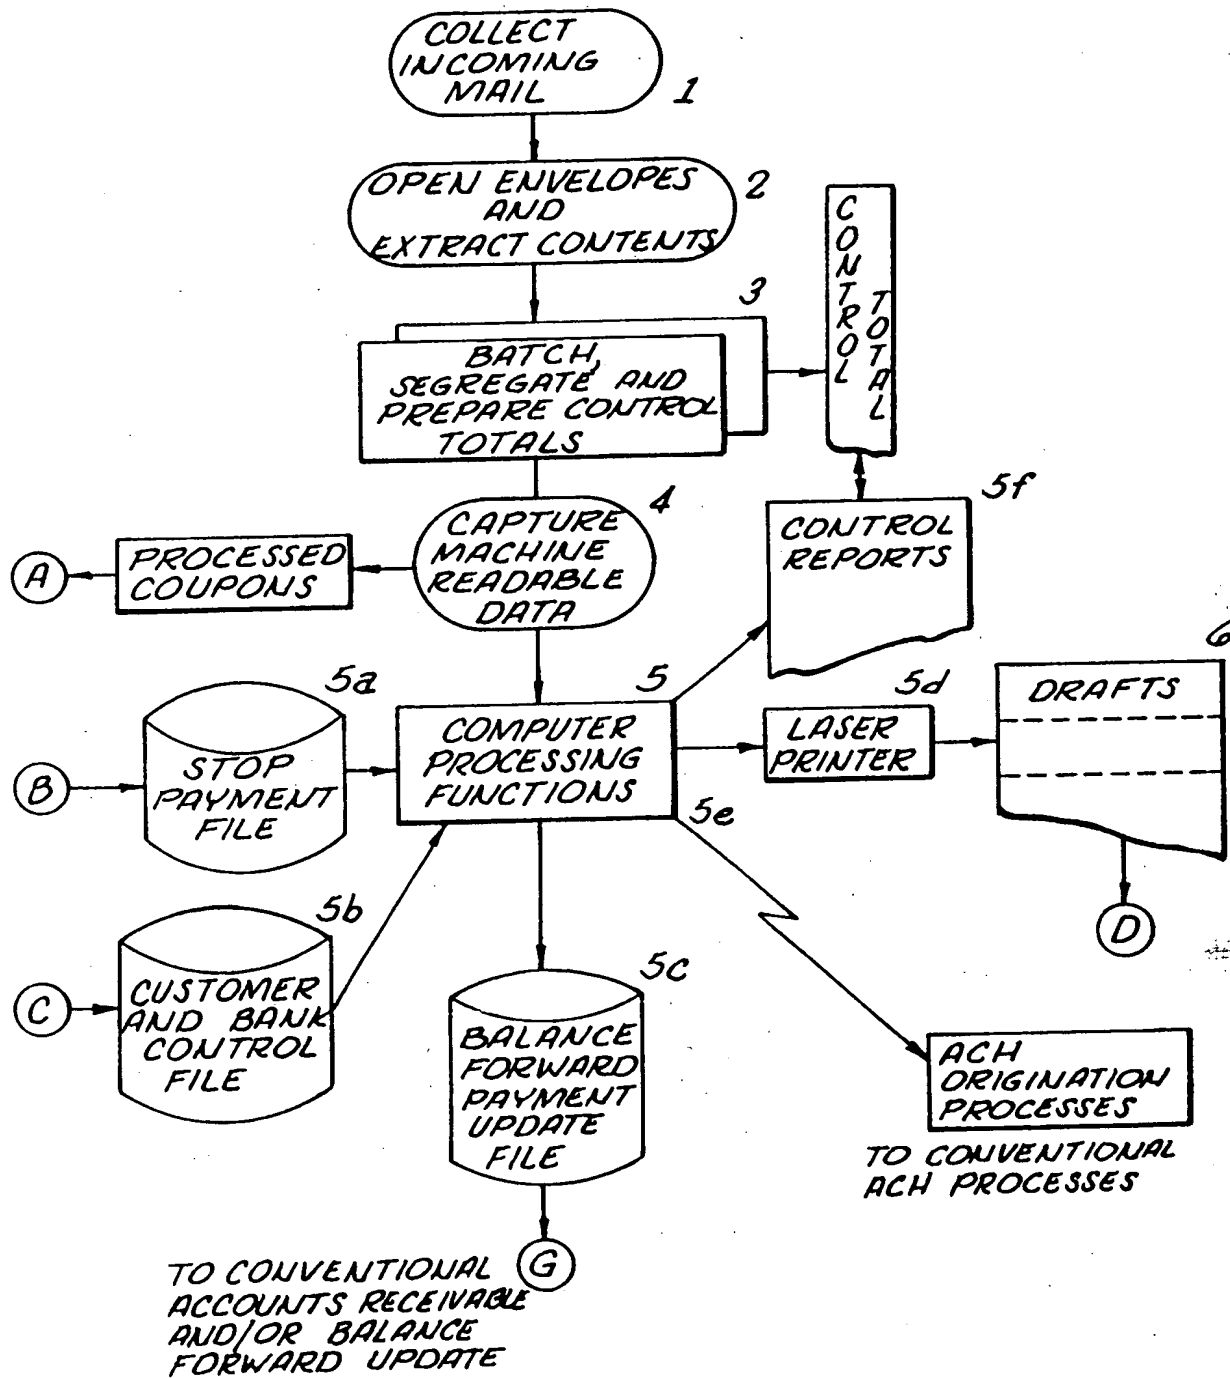 COLLECT
INCOMING
MAIL
1
OPEN ENVELOPES
AND
EXTRACT CONTENTS
2
BATCH,
SEGREGATE AND
PREPARE CONTROL
TOTALS
3
CONTROL
TOTAL
CAPTURE
MACHINE
READABLE
DATA
4
PROCESSED
COUPONS
A
CONTROL
REPORTS
5f
STOP
PAYMENT
FILE
5a
B
COMPUTER
PROCESSING
FUNCTIONS
5
LASER
PRINTER
5d
DRAFTS
6
D
5e
CUSTOMER
AND BANK
CONTROL
FILE
5b
C
BALANCE
FORWARD
PAYMENT
UPDATE
FILE
5c
ACH
ORIGINATION
PROCESSES
TO CONVENTIONAL
ACH PROCESSES
G
TO CONVENTIONAL
ACCOUNTS RECEIVABLE
AND/OR BALANCE
FORWARD UPDATE